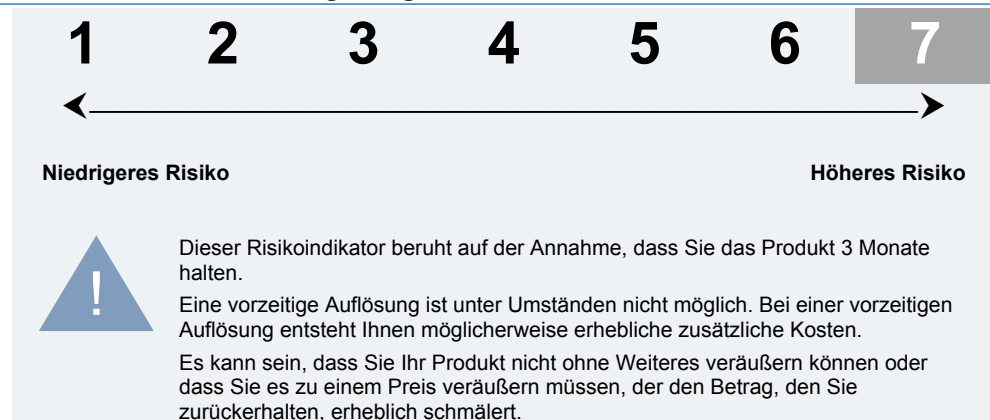 1 2 3 4 5 6 7
Niedrigeres Risiko Höheres Risiko
!
Dieser Risikoindikator beruht auf der Annahme, dass Sie das Produkt 3 Monate
halten.
Eine vorzeitige Auflösung ist unter Umständen nicht möglich. Bei einer vorzeitigen
Auflösung entsteht Ihnen möglicherweise erhebliche zusätzliche Kosten.
Es kann sein, dass Sie Ihr Produkt nicht ohne Weiteres veräußern können oder
dass Sie es zu einem Preis veräußern müssen, der den Betrag, den Sie
zurückerhalten, erheblich schmälert.